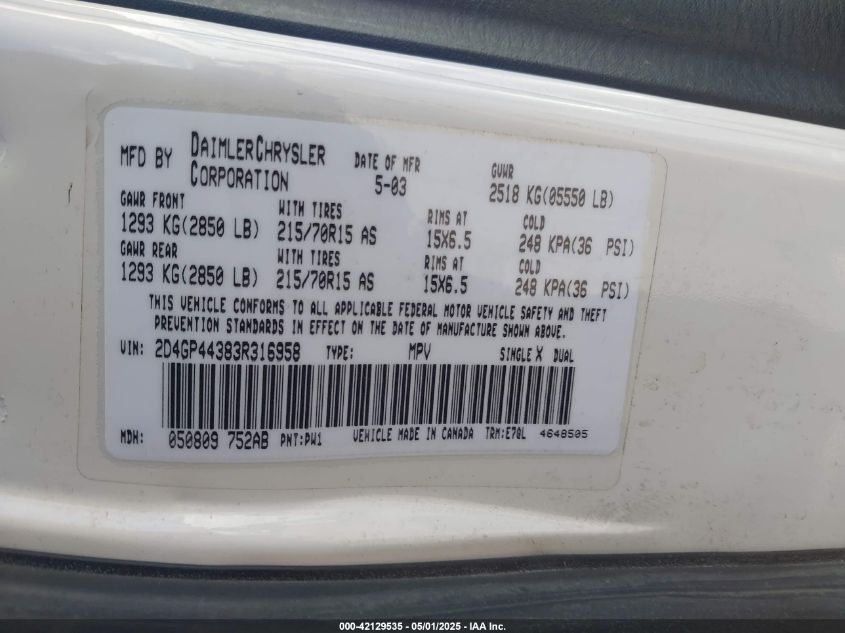 MFD BY DAIMLERCHRYSLER CORPORATION
DATE OF MFR 5-03
GVWR 2518 KG(05550 LB)
GAWR FRONT WITH TIRES RIMS AT COLD
1293 KG(2850 LB) 215/70R15 AS 15X6.5 248 KPA(36 PSI)
GAWR REAR WITH TIRES RIMS AT COLD
1293 KG(2850 LB) 215/70R15 AS 15X6.5 248 KPA(36 PSI)
THIS VEHICLE CONFORMS TO ALL APPLICABLE FEDERAL MOTOR VEHICLE SAFETY AND THEFT
PREVENTION STANDARDS IN EFFECT ON THE DATE OF MANUFACTURE SHOWN ABOVE.
VIN: 2D4GP44383R316958 TYPE: MPV SINGLE X DUAL
MDH: 050809 752AB PNT:PW1 VEHICLE MADE IN CANADA TRM:E7QL 4648505
000-42129535 - 05/01/2025 - IAA Inc.